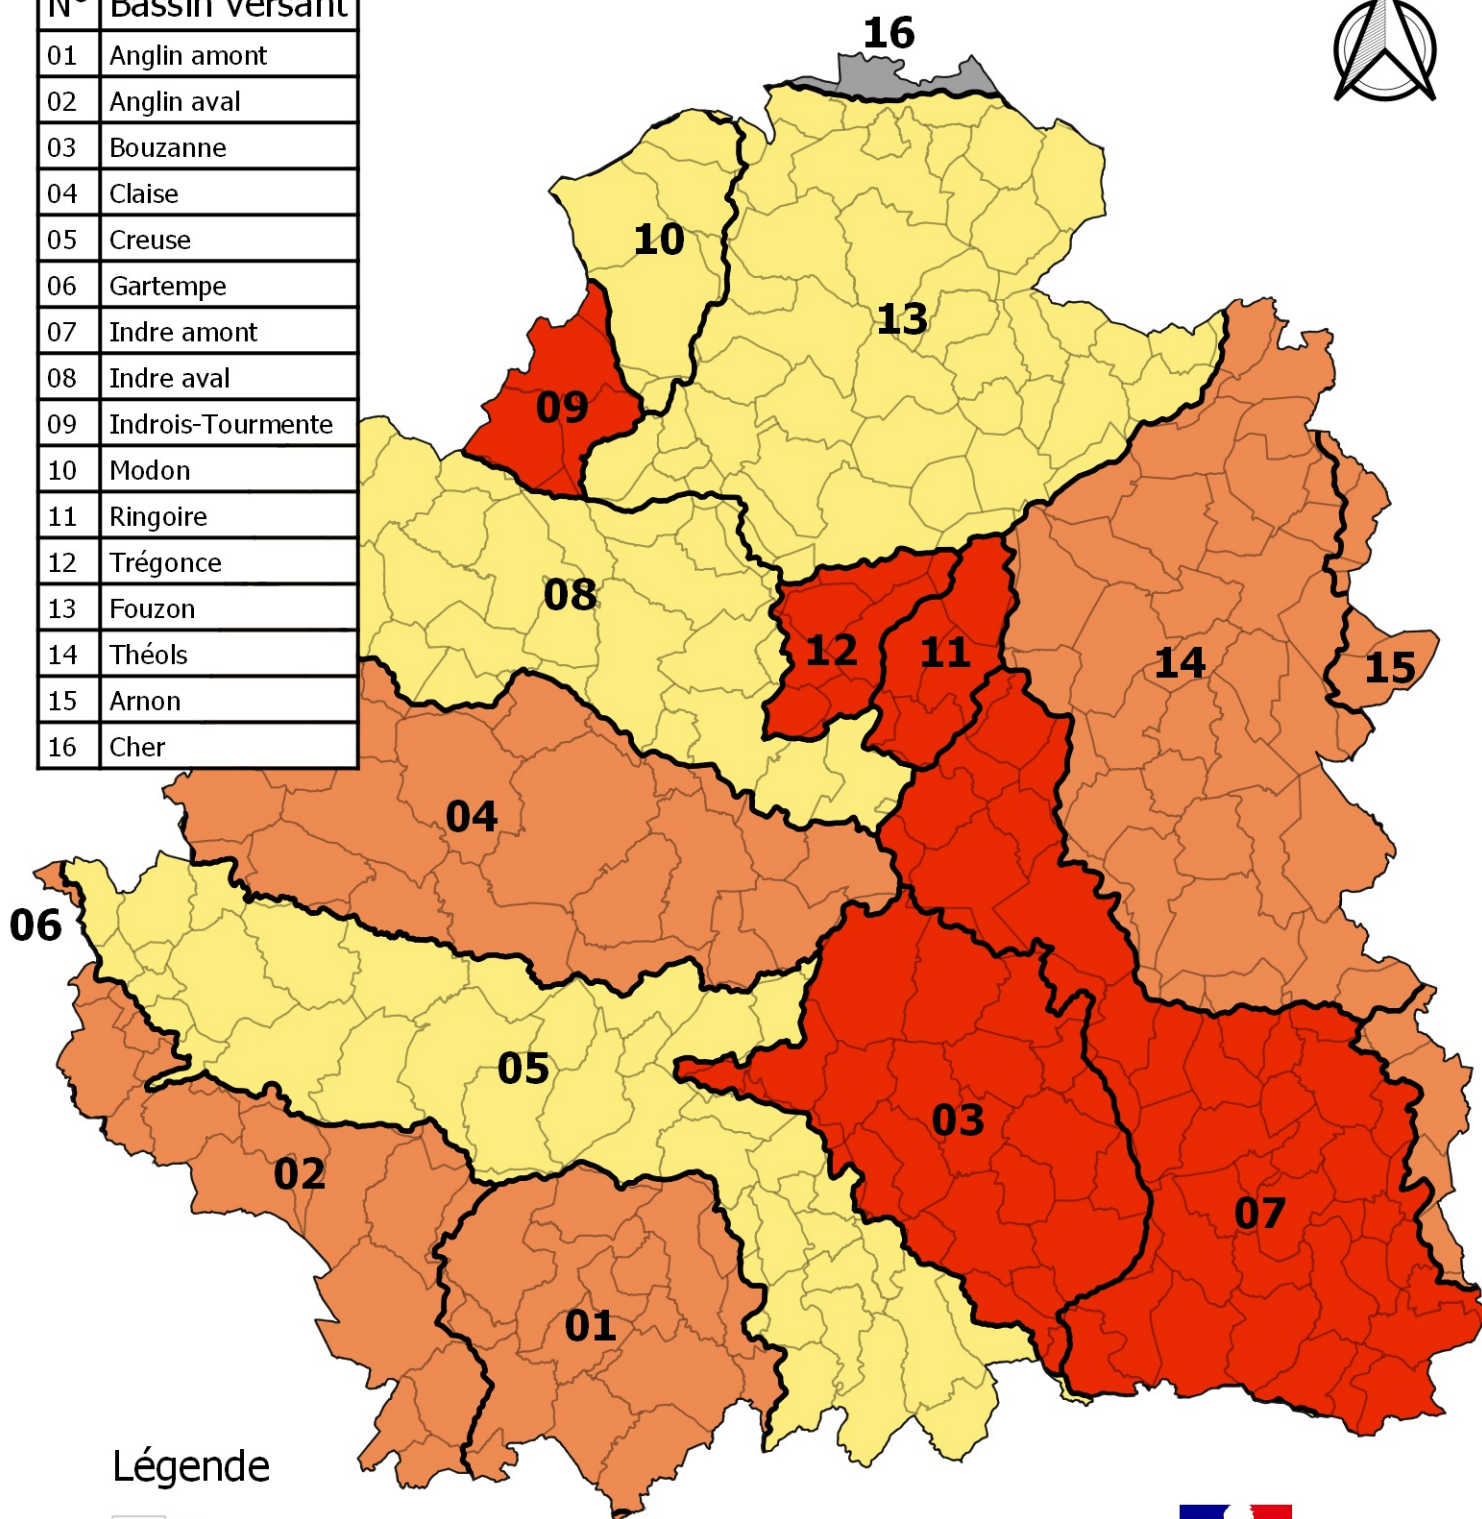 N° Bassin versant
01 Anglin amont
02 Anglin aval
03 Bouzanne
04 Claise
05 Creuse
06 Gartempe
07 Indre amont
08 Indre aval
09 Indrois-Tourmente
10 Modon
11 Ringoire
12 Trégonce
13 Fouzon
14 Théols
15 Arnon
16 Cher
16
10
13
09
08
12
11
14
15
04
06
05
03
02
07
01
Légende